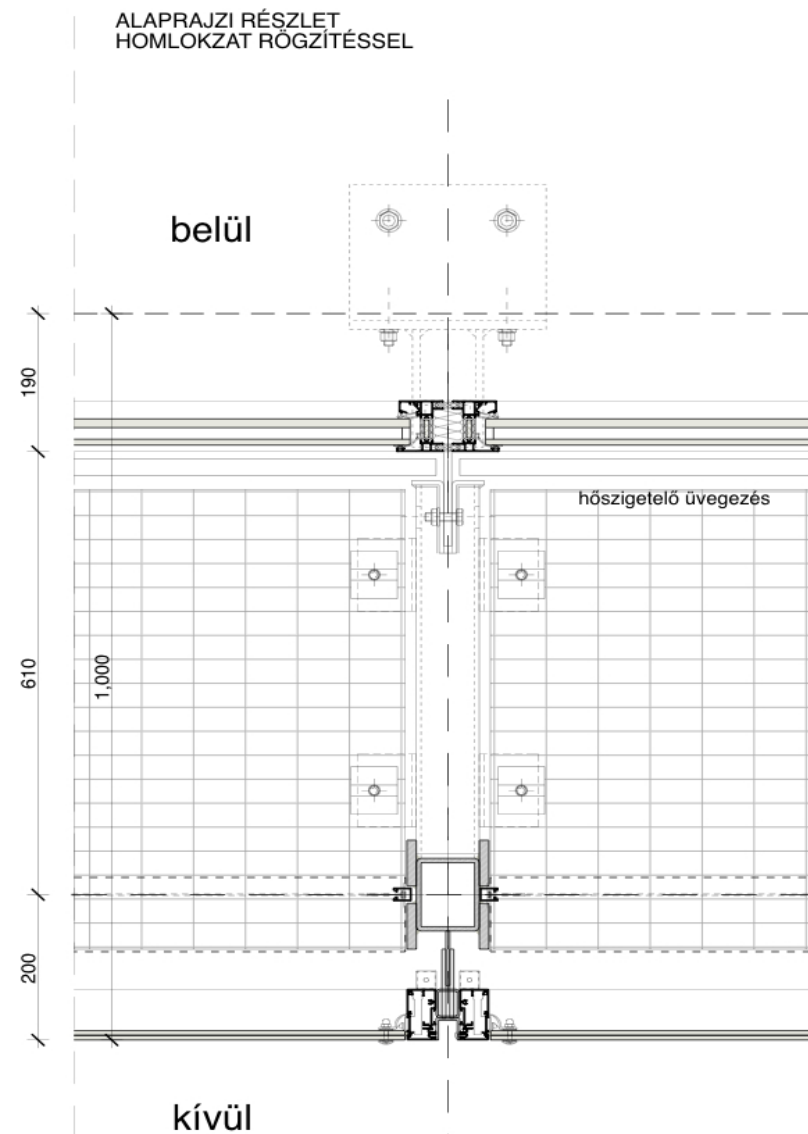 ALAPRAJZI RÉSZLET
HOMLOKZAT RÖGZÍTÉSSEL
belül
190
hőszigetelő üvegezés
610
1,000
200
kívül